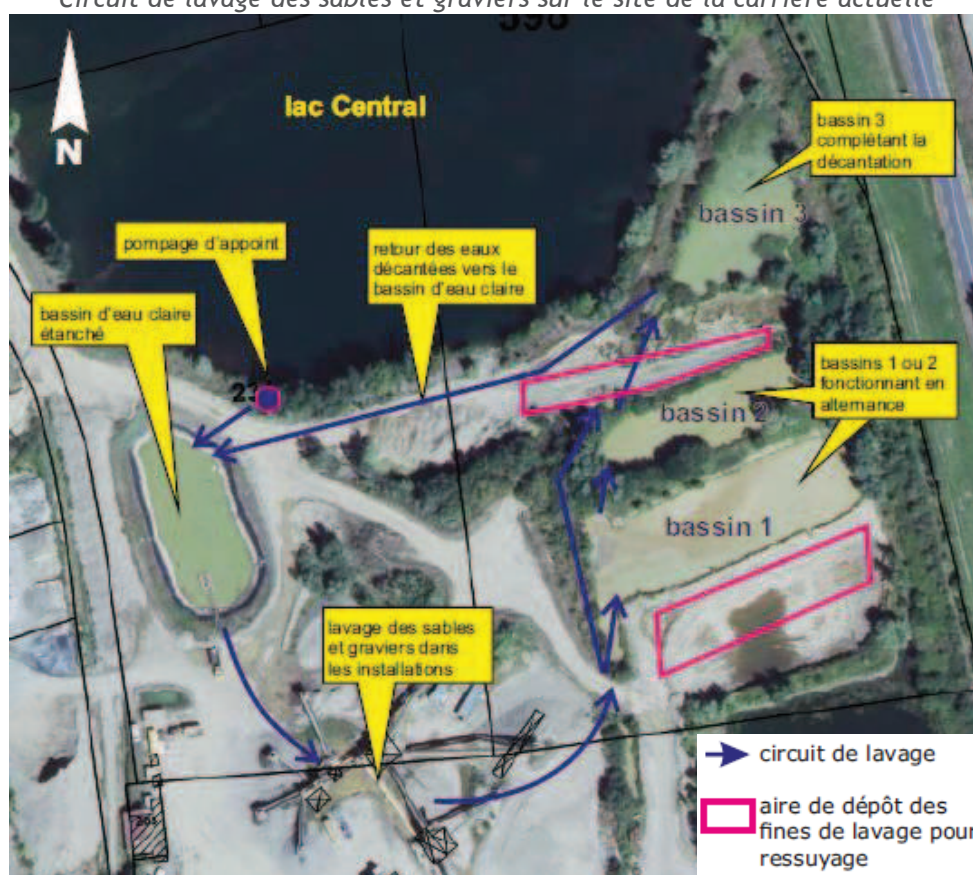 Circuit de lavage des sables et graviers sur le site de la carrière actuelle
598
lac Central
N
bassin 3
complétant la
décantation
bassin 3
pompage d'appoint
retour des eaux
décantées vers le
bassin d'eau claire
bassin d'eau claire
étanché
bassins 1 ou 2
fonctionnant en
alternance
bassin 2
bassin 1
lavage des sables
et graviers dans
les installations
circuit de lavage
aire de dépôt des
fines de lavage pour
ressuyage